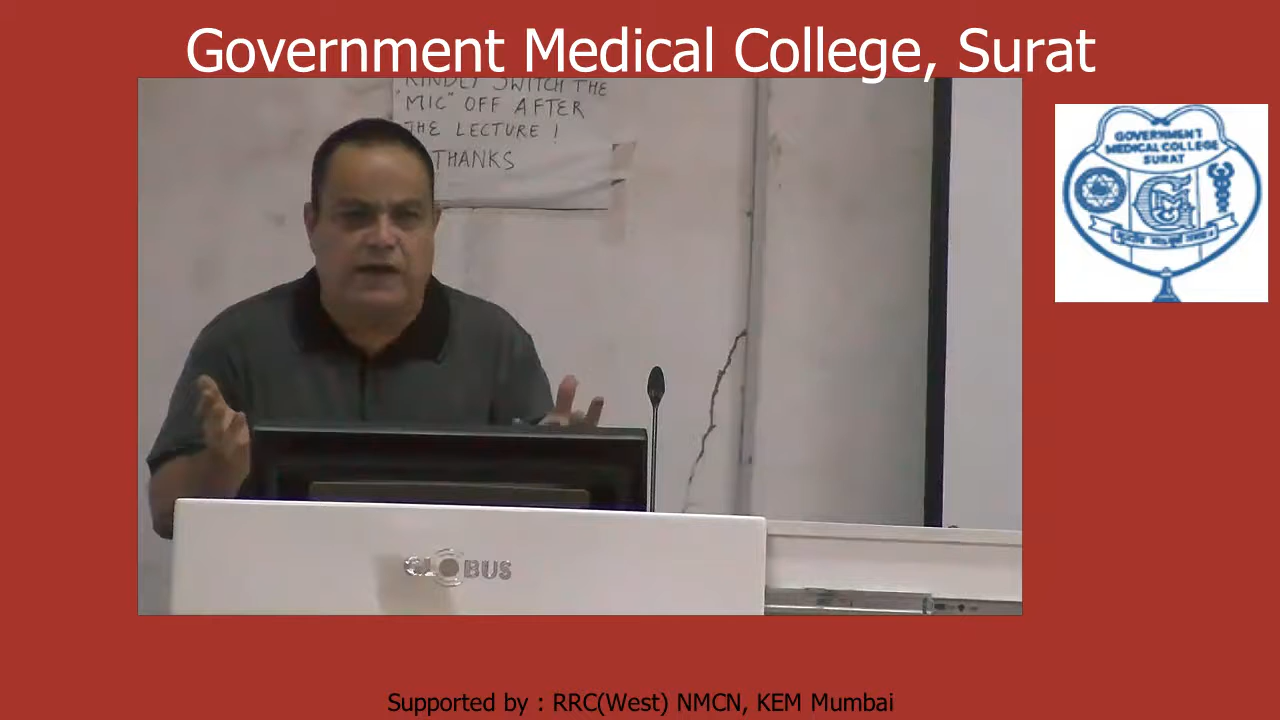 Government Medical College, Surat
KINDLY SWITCH THE
"MIC" OFF AFTER
THE LECTURE !
THANKS
GOVERNMENT
MEDICAL COLLEGE
SURAT
GLOBUS
Supported by : RRC(West) NMCN, KEM Mumbai